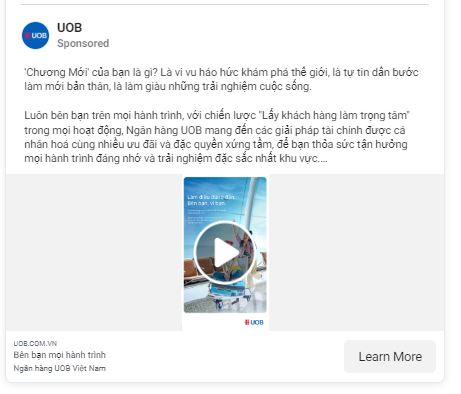 UOB
Sponsored
'Chương Mới' của bạn là gì? Là vi vu háo hức khám phá thế giới, là tự tin dấn bước
làm mới bản thân, là làm giàu những trải nghiệm cuộc sống.
Luôn bên bạn trên mọi hành trình, với chiến lược "Lấy khách hàng làm trọng tâm"
trong mọi hoạt động, Ngân hàng UOB mang đến các giải pháp tài chính được cá
nhân hoá cùng nhiều ưu đãi và đặc quyền xứng tầm, để bạn thỏa sức tận hưởng
mọi hành trình đáng nhớ và trải nghiệm đặc sắc nhất khu vực....
Làm điều đúng đắn.
Bên bạn, vì bạn.
UOB
UOB.COM.VN
Bên bạn mọi hành trình
Ngân hàng UOB Việt Nam
Learn More